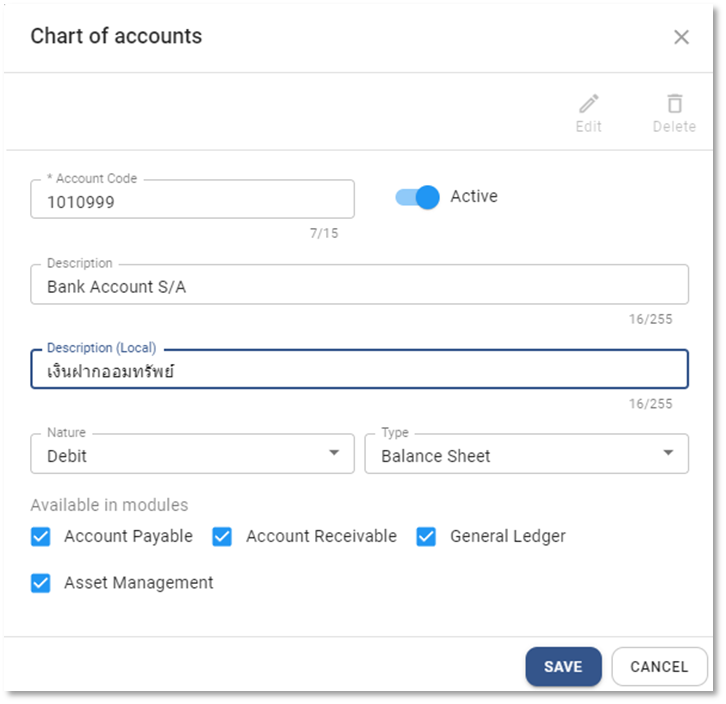 Chart of accounts
Edit
Delete
* Account Code
1010999
Active
7/15
Description
Bank Account S/A
16/255
Description (Local)
เงินฝากออมทรัพย์
16/255
Nature
Debit
Type
Balance Sheet
Available in modules
Account Payable
Account Receivable
General Ledger
Asset Management
SAVE
CANCEL